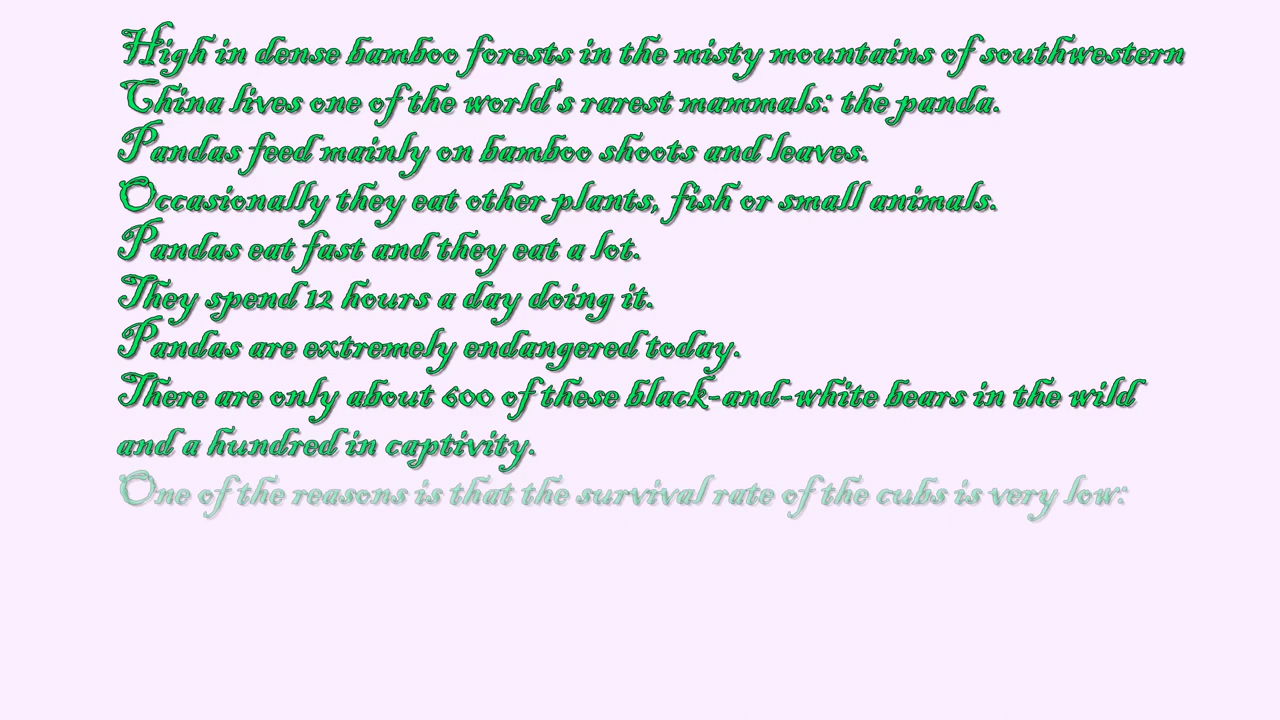 High in dense bamboo forests in the misty mountains of southwestern
China lives one of the world's rarest mammals: the panda.
Pandas feed mainly on bamboo shoots and leaves.
Occasionally they eat other plants, fish or small animals.
Pandas eat fast and they eat a lot.
They spend 12 hours a day doing it.
Pandas are extremely endangered today.
There are only about 600 of these black-and-white bears in the wild
and a hundred in captivity.
One of the reasons is that the survival rate of the cubs is very low: